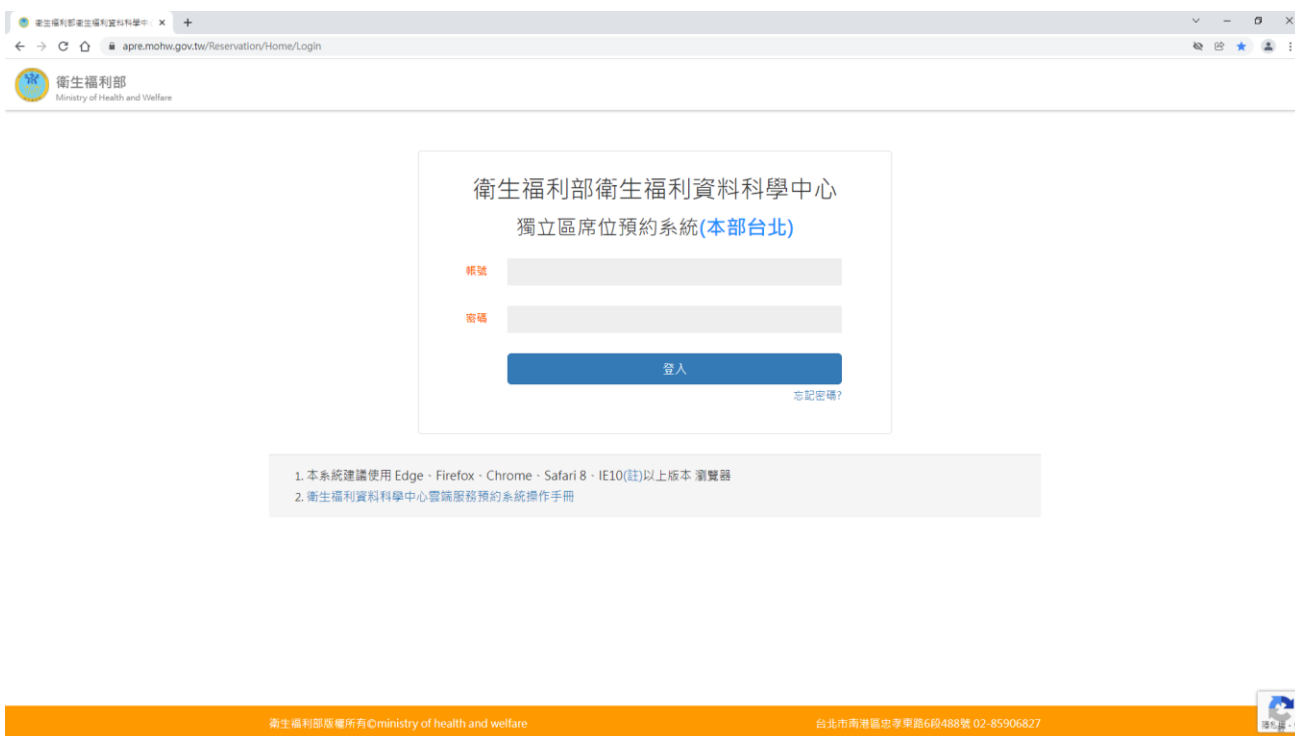 衛生福利部衛生福利資料科學中心
apre.mohw.gov.tw/Reservation/Home/Login
衛生福利部
Ministry of Health and Welfare
衛生福利部衛生福利資料科學中心
獨立區席位預約系統(本部台北)
帳號
密碼
登入
忘記密碼?
1. 本系統建議使用 Edge、Firefox、Chrome、Safari 8、IE10(註)以上版本 瀏覽器
2. 衛生福利資料科學中心雲端服務預約系統操作手冊
衛生福利部版權所有©ministry of health and welfare
台北市南港區忠孝東路6段488號 02-85906827